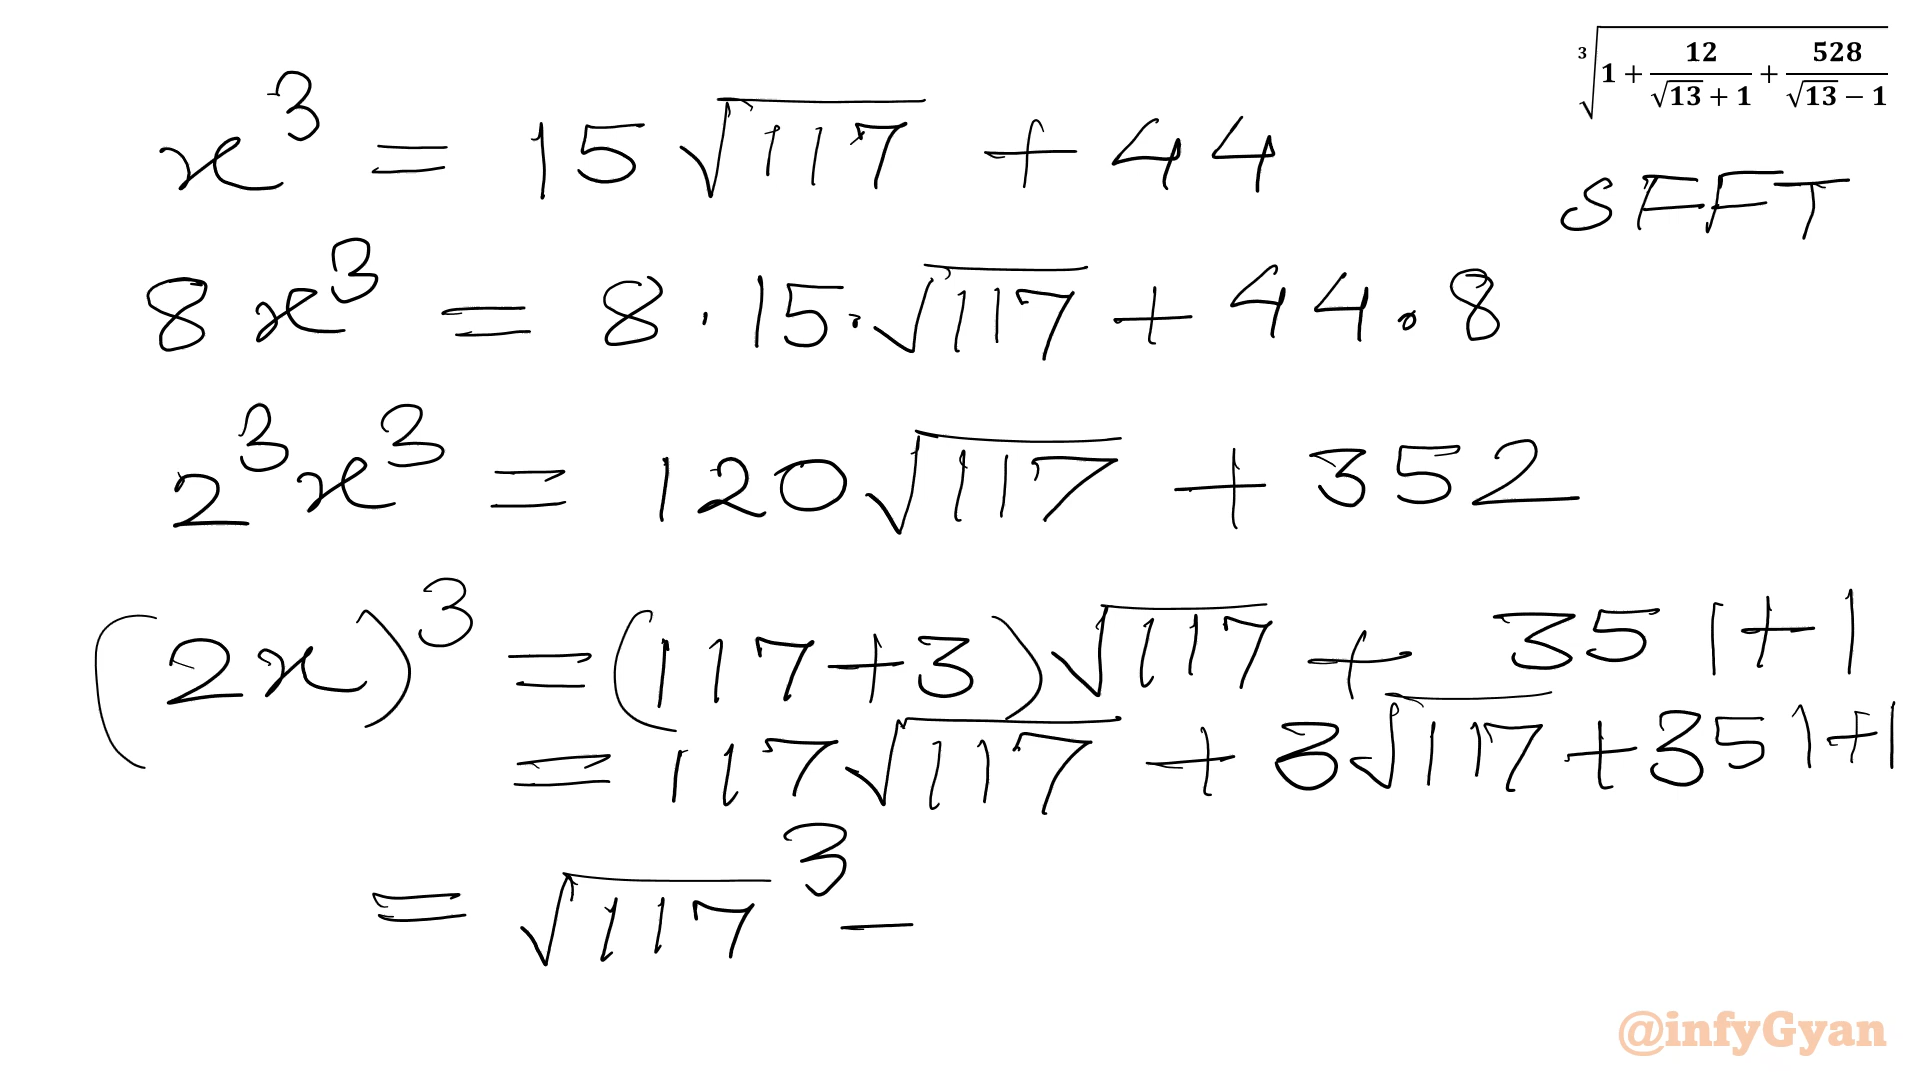 ∛(1 + 12/(√13 + 1) + 528/(√13 − 1))
x³ = 15√117 + 44
SFFT
8x³ = 8 · 15 · √117 + 44 · 8
2³x³ = 120√117 + 352
(2x)³ = (117+3)√117 + 351+1
= 117√117 + 3√117 + 351+1
= √117³ −
@infyGyan